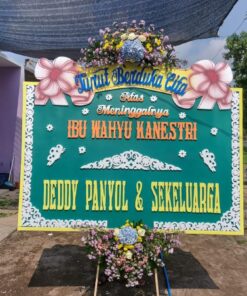 Turut Berduka Cita
Atas
Meninggalnya
IBU WAHYU KANESTRI
DEDDY PANYOL & SEKELUARGA